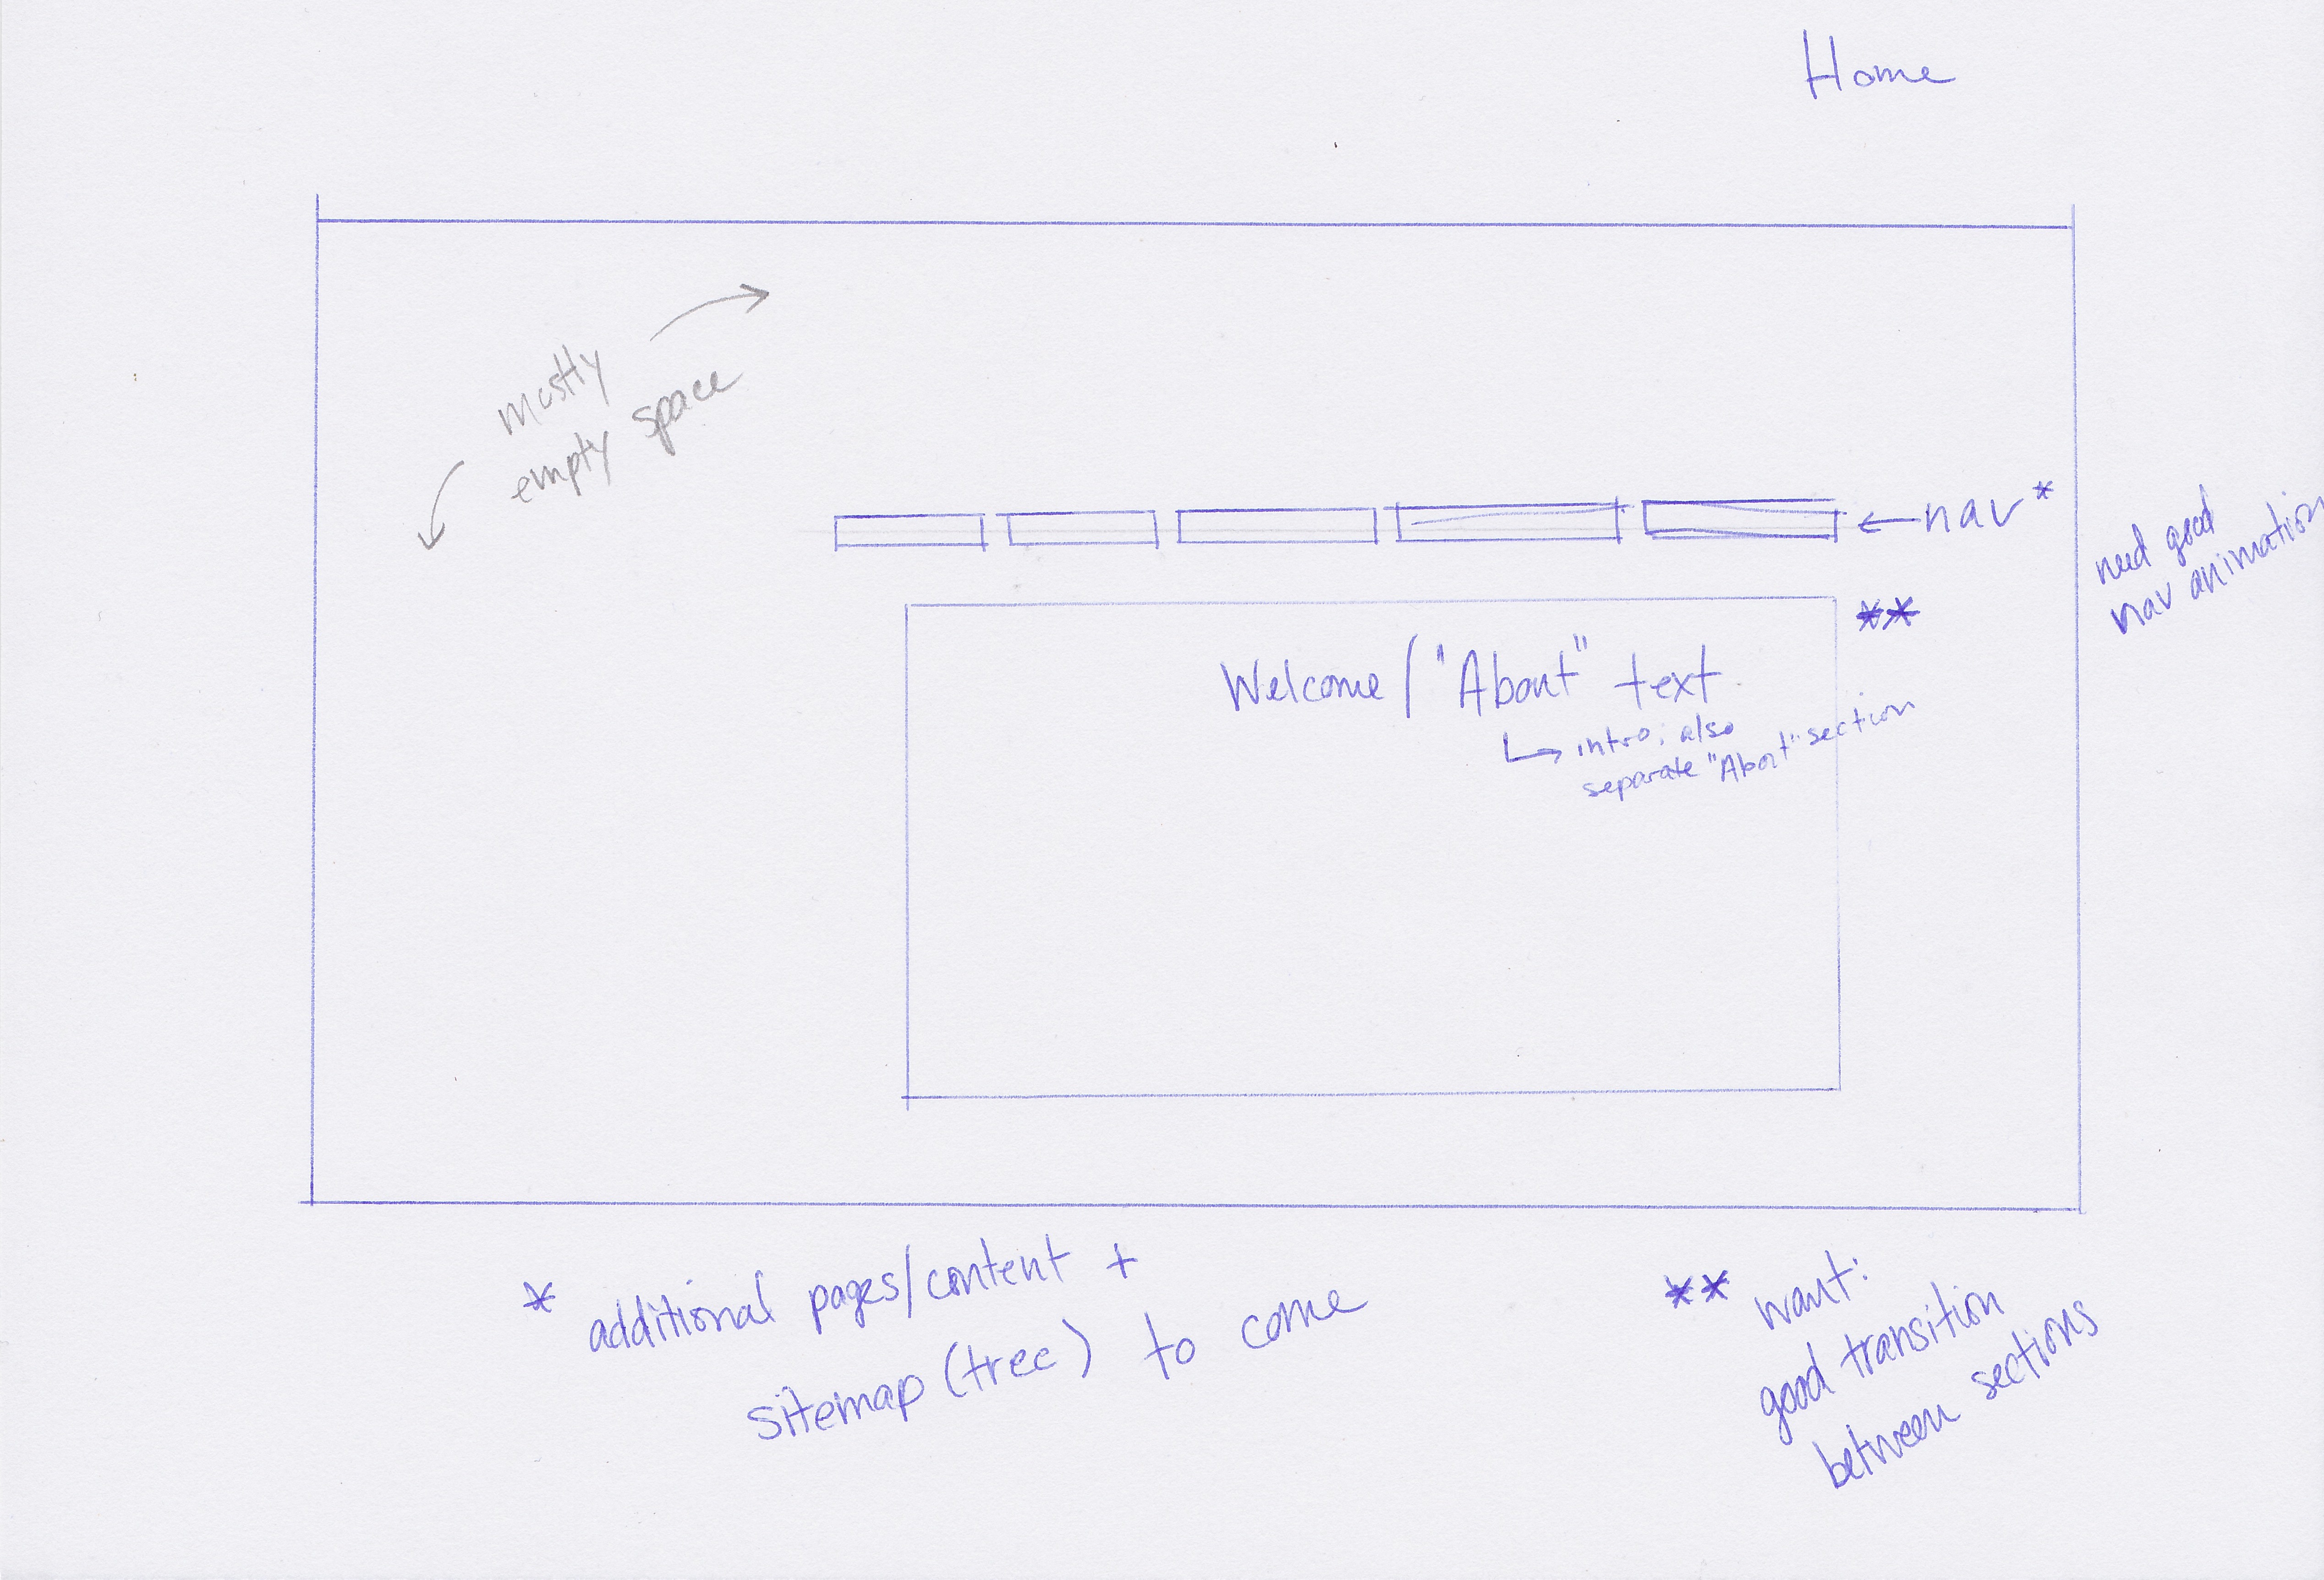 Home
mostly
empty space
←nav*
need good
nav animation
**
Welcome/"About" text
↳ intro; also
separate "About" section
* additional pages/content +
sitemap (tree) to come
** want:
good transition
between sections